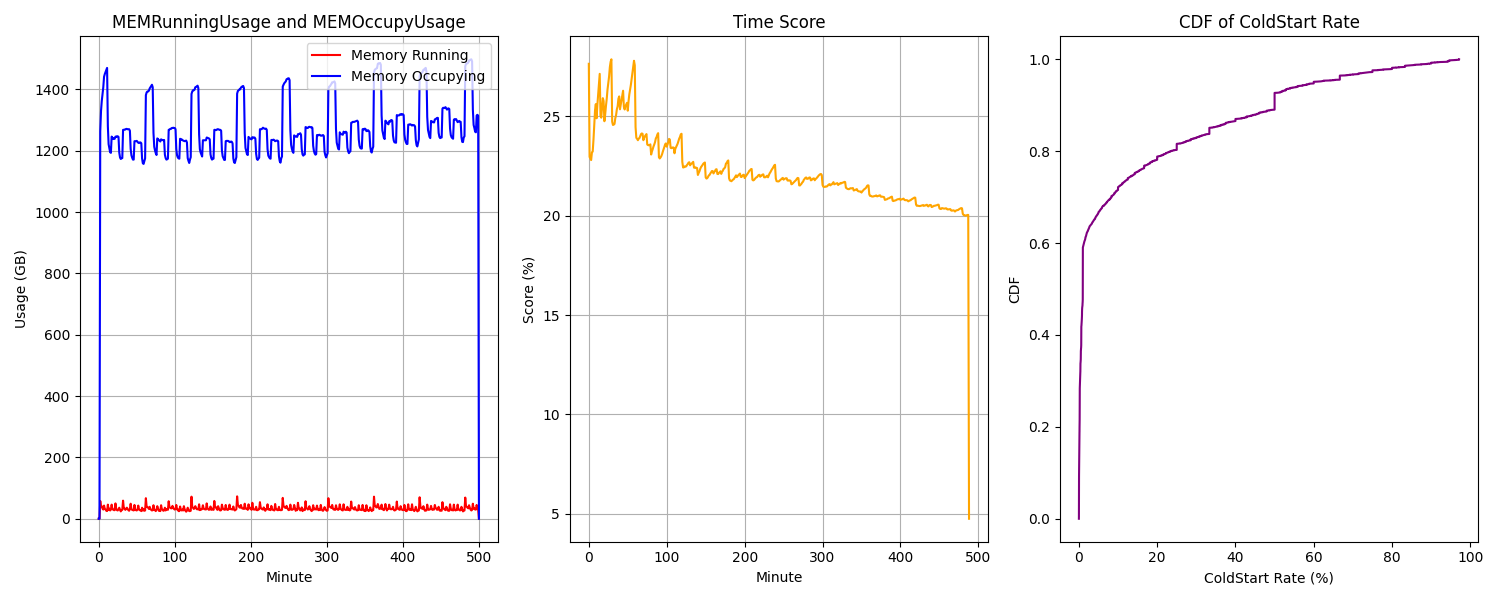 MEMRunningUsage and MEMOccupyUsage
Memory Running
Memory Occupying
Usage (GB)
1400
1200
1000
800
600
400
200
0
0 100 200 300 400 500
Minute
Time Score
Score (%)
25
20
15
10
5
0 100 200 300 400 500
Minute
CDF of ColdStart Rate
CDF
1.0
0.8
0.6
0.4
0.2
0.0
0 20 40 60 80 100
ColdStart Rate (%)